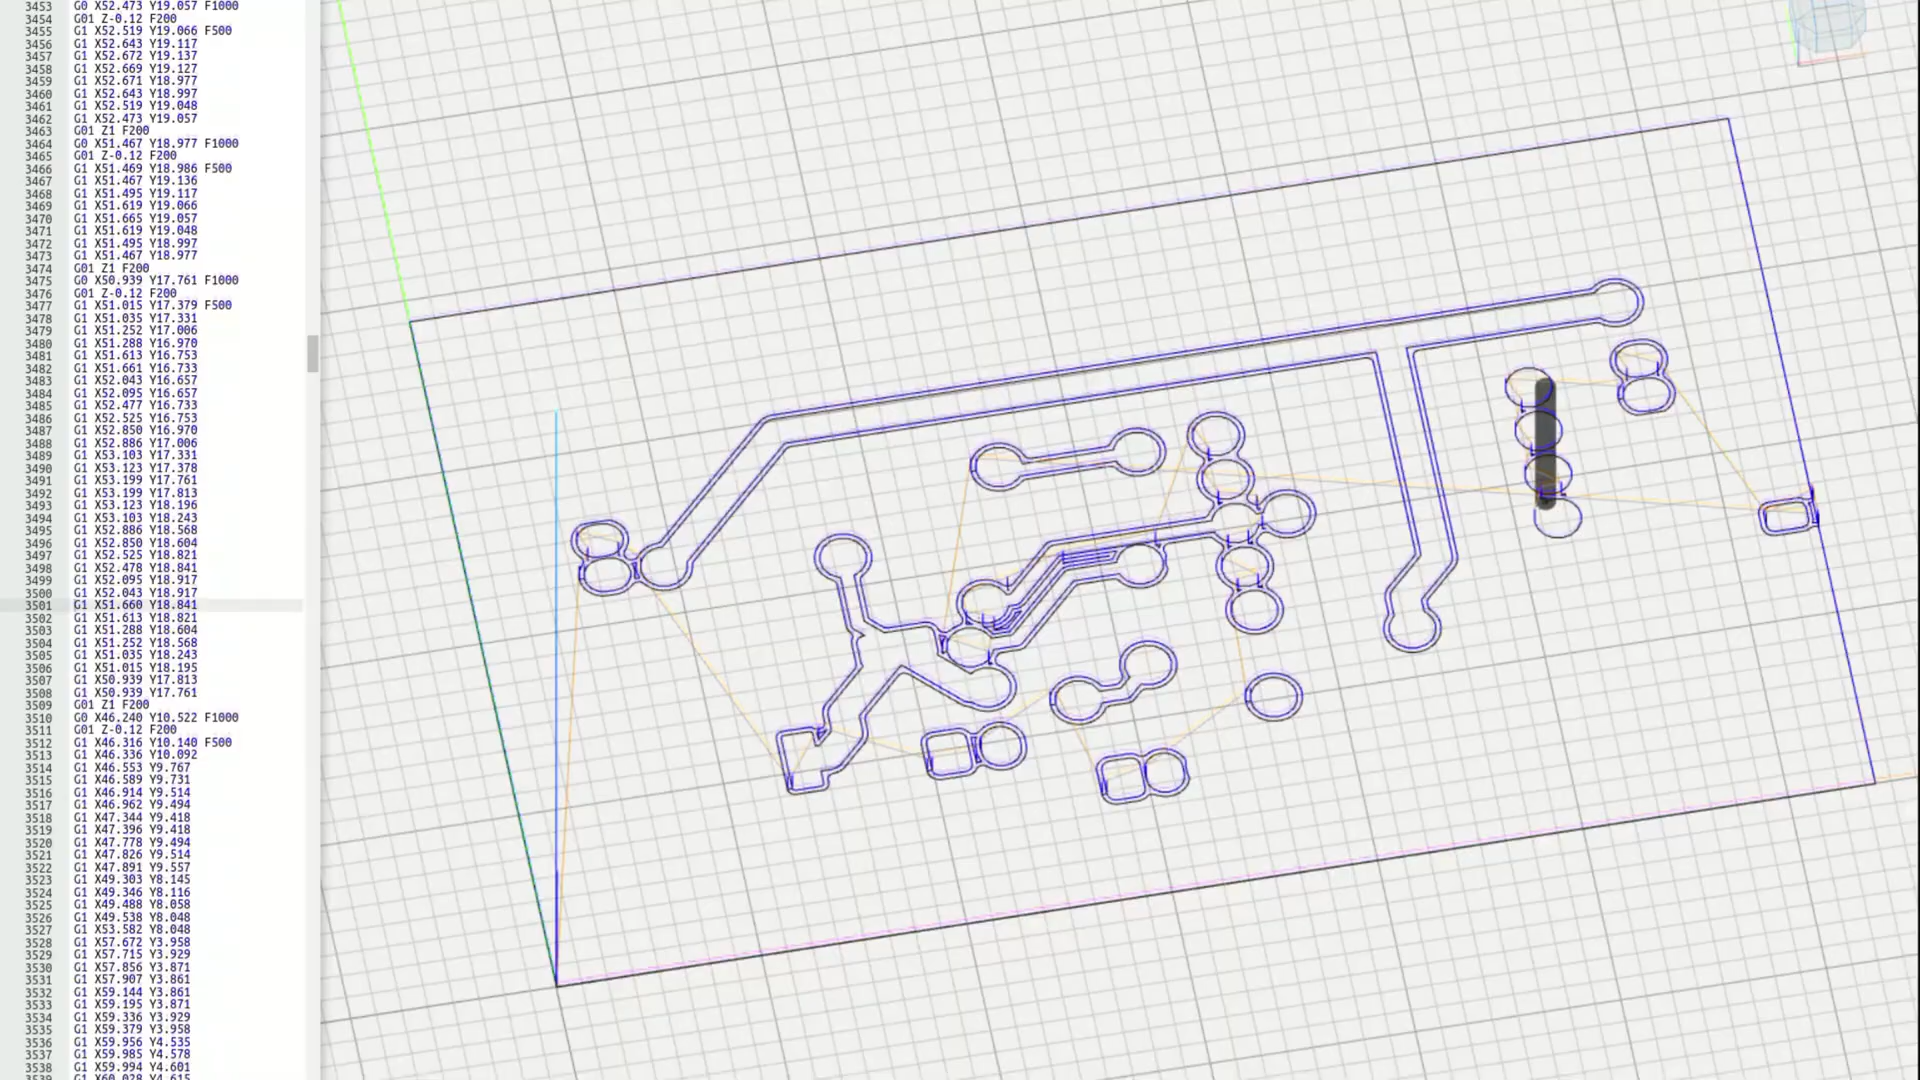 3453 G0 X52.473 Y19.057 F1000
3454 G01 Z-0.12 F200
3455 G1 X52.519 Y19.066 F500
3456 G1 X52.643 Y19.117
3457 G1 X52.672 Y19.137
3458 G1 X52.669 Y19.127
3459 G1 X52.671 Y18.977
3460 G1 X52.643 Y18.997
3461 G1 X52.519 Y19.048
3462 G1 X52.473 Y19.057
3463 G01 Z1 F200
3464 G0 X51.467 Y18.977 F1000
3465 G01 Z-0.12 F200
3466 G1 X51.469 Y18.986 F500
3467 G1 X51.467 Y19.136
3468 G1 X51.495 Y19.117
3469 G1 X51.619 Y19.066
3470 G1 X51.665 Y19.057
3471 G1 X51.619 Y19.048
3472 G1 X51.495 Y18.997
3473 G1 X51.467 Y18.977
3474 G01 Z1 F200
3475 G0 X50.939 Y17.761 F1000
3476 G01 Z-0.12 F200
3477 G1 X51.015 Y17.379 F500
3478 G1 X51.035 Y17.331
3479 G1 X51.252 Y17.006
3480 G1 X51.288 Y16.970
3481 G1 X51.613 Y16.753
3482 G1 X51.661 Y16.733
3483 G1 X52.043 Y16.657
3484 G1 X52.095 Y16.657
3485 G1 X52.477 Y16.733
3486 G1 X52.525 Y16.753
3487 G1 X52.850 Y16.970
3488 G1 X52.886 Y17.006
3489 G1 X53.103 Y17.331
3490 G1 X53.123 Y17.378
3491 G1 X53.199 Y17.761
3492 G1 X53.199 Y17.813
3493 G1 X53.123 Y18.196
3494 G1 X53.103 Y18.243
3495 G1 X52.886 Y18.568
3496 G1 X52.850 Y18.604
3497 G1 X52.525 Y18.821
3498 G1 X52.478 Y18.841
3499 G1 X52.095 Y18.917
3500 G1 X52.043 Y18.917
3501 G1 X51.660 Y18.841
3502 G1 X51.613 Y18.821
3503 G1 X51.288 Y18.604
3504 G1 X51.252 Y18.568
3505 G1 X51.035 Y18.243
3506 G1 X51.015 Y18.195
3507 G1 X50.939 Y17.813
3508 G1 X50.939 Y17.761
3509 G01 Z1 F200
3510 G0 X46.240 Y10.522 F1000
3511 G01 Z-0.12 F200
3512 G1 X46.316 Y10.140 F500
3513 G1 X46.336 Y10.092
3514 G1 X46.553 Y9.767
3515 G1 X46.589 Y9.731
3516 G1 X46.914 Y9.514
3517 G1 X46.962 Y9.494
3518 G1 X47.344 Y9.418
3519 G1 X47.396 Y9.418
3520 G1 X47.778 Y9.494
3521 G1 X47.826 Y9.514
3522 G1 X47.891 Y9.557
3523 G1 X49.303 Y8.145
3524 G1 X49.346 Y8.116
3525 G1 X49.488 Y8.058
3526 G1 X49.538 Y8.048
3527 G1 X53.582 Y8.048
3528 G1 X57.672 Y3.958
3529 G1 X57.715 Y3.929
3530 G1 X57.856 Y3.871
3531 G1 X57.907 Y3.861
3532 G1 X59.144 Y3.861
3533 G1 X59.195 Y3.871
3534 G1 X59.336 Y3.929
3535 G1 X59.379 Y3.958
3536 G1 X59.956 Y4.535
3537 G1 X59.985 Y4.578
3538 G1 X59.994 Y4.601
3539 G1 X60.028 Y4.615